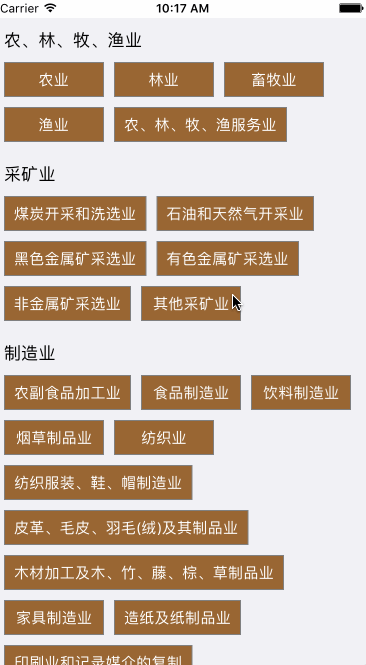 Carrier 10:17 AM
农、林、牧、渔业
农业 林业 畜牧业
渔业 农、林、牧、渔服务业
采矿业
煤炭开采和洗选业 石油和天然气开采业
黑色金属矿采选业 有色金属矿采选业
非金属矿采选业 其他采矿业
制造业
农副食品加工业 食品制造业 饮料制造业
烟草制品业 纺织业
纺织服装、鞋、帽制造业
皮革、毛皮、羽毛(绒)及其制品业
木材加工及木、竹、藤、棕、草制品业
家具制造业 造纸及纸制品业
印刷业和记录媒介的复制